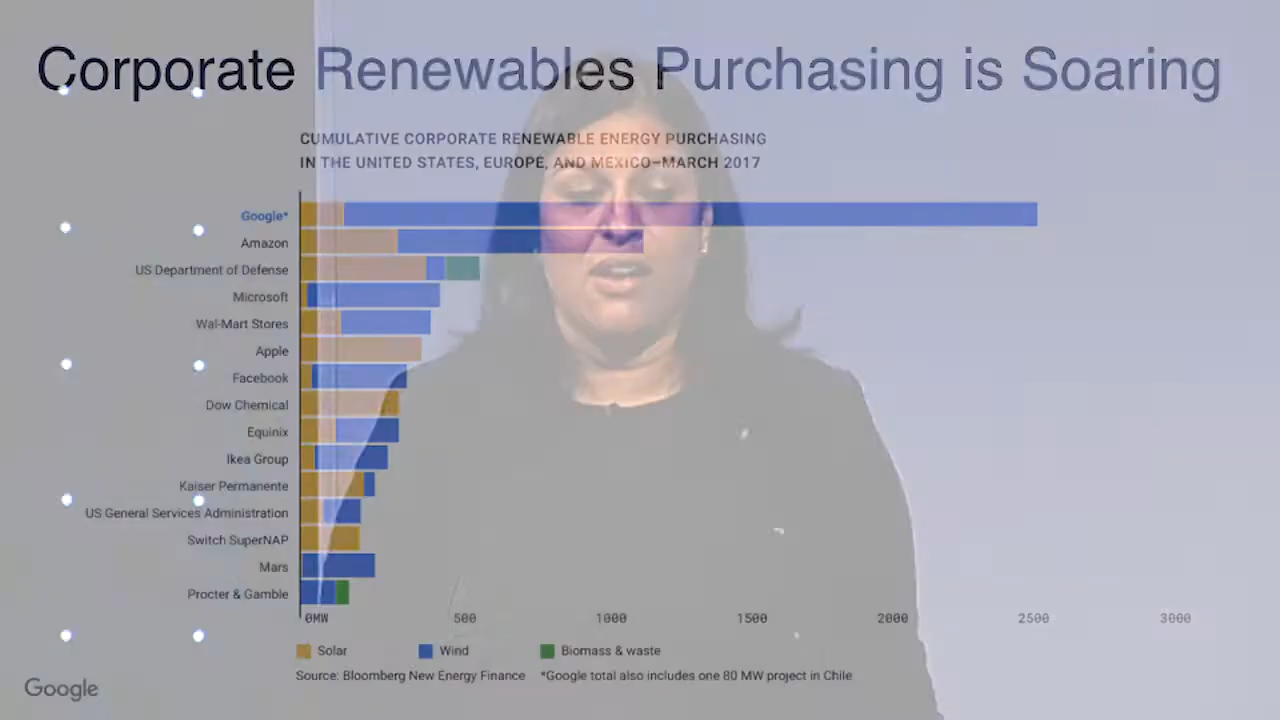 Corporate Renewables Purchasing is Soaring
CUMULATIVE CORPORATE RENEWABLE ENERGY PURCHASING
IN THE UNITED STATES, EUROPE, AND MEXICO–MARCH 2017
Google*
Amazon
US Department of Defense
Microsoft
Wal-Mart Stores
Apple
Facebook
Dow Chemical
Equinix
Ikea Group
Kaiser Permanente
US General Services Administration
Switch SuperNAP
Mars
Procter & Gamble
0MW 500 1000 1500 2000 2500 3000
Solar Wind Biomass & waste
Source: Bloomberg New Energy Finance *Google total also includes one 80 MW project in Chile
Google